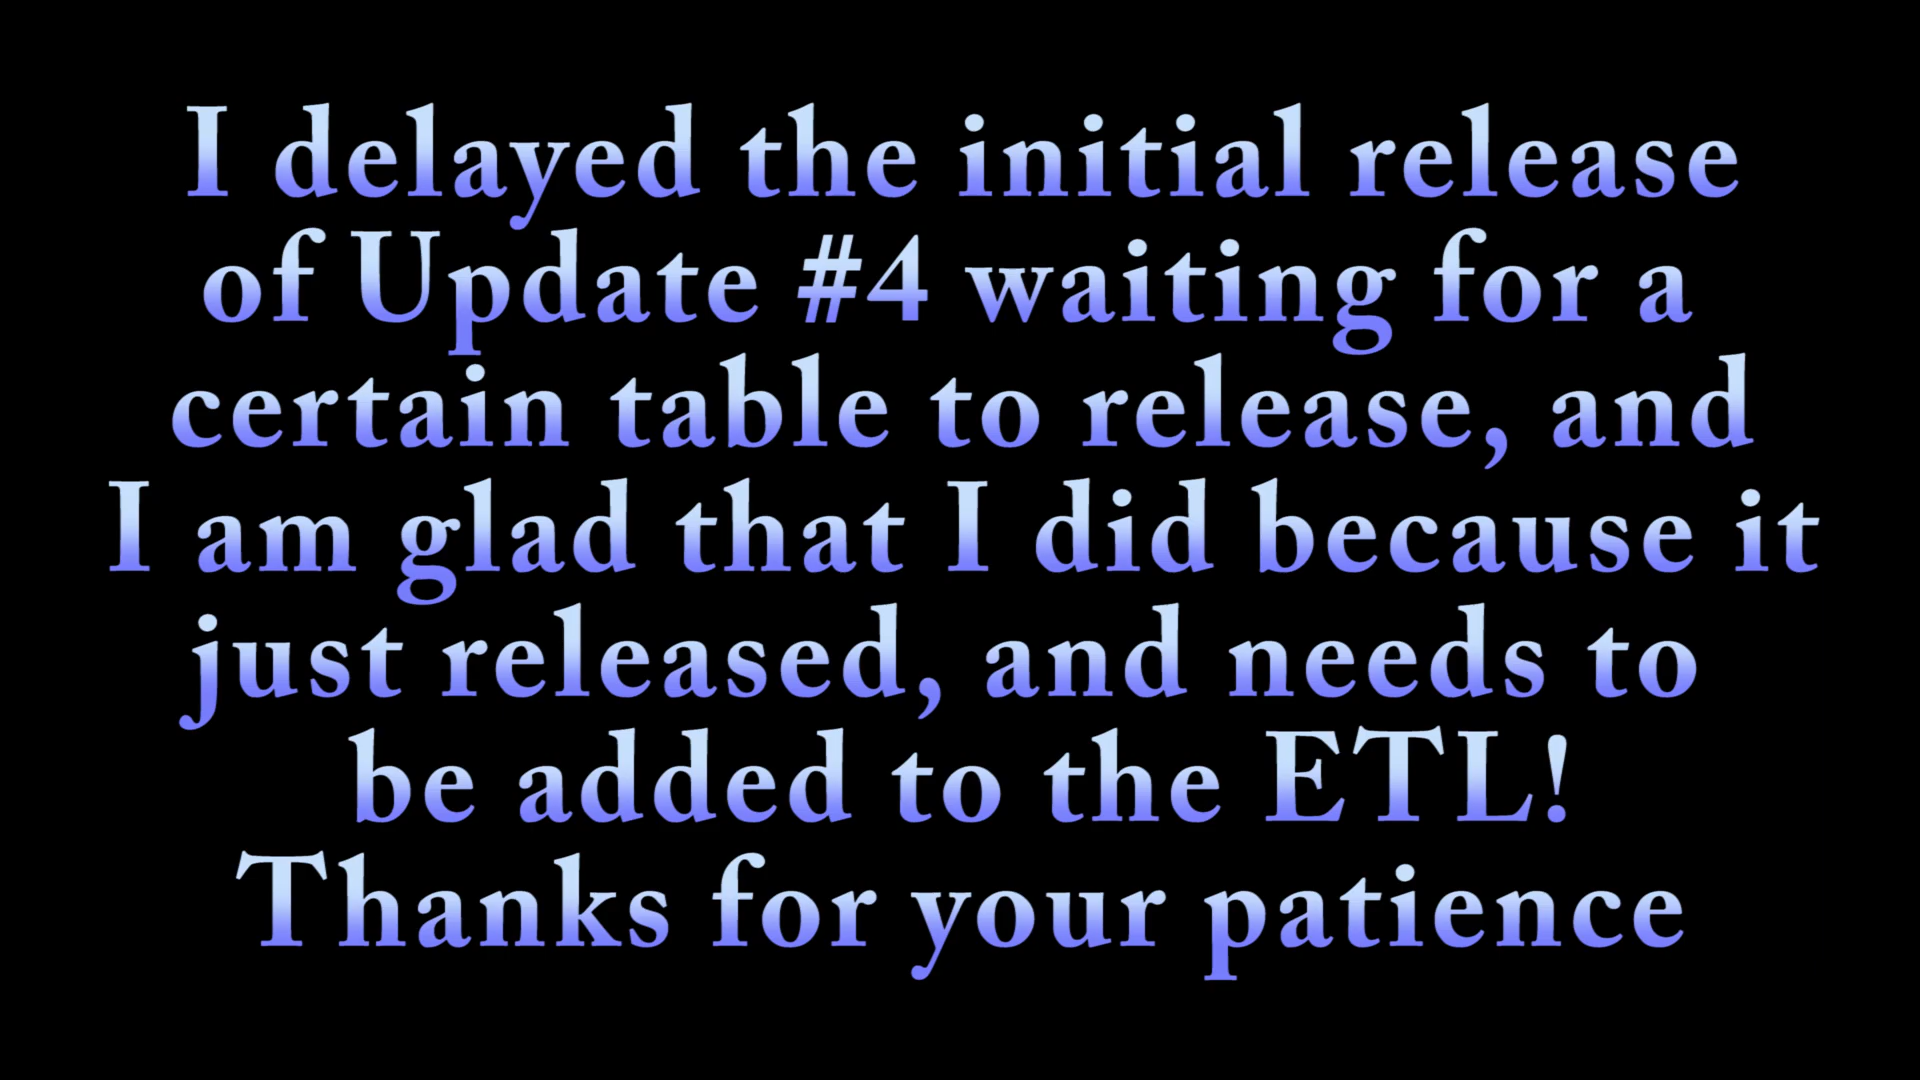 I delayed the initial release
of Update #4 waiting for a
certain table to release, and
I am glad that I did because it
just released, and needs to
be added to the ETL!
Thanks for your patience